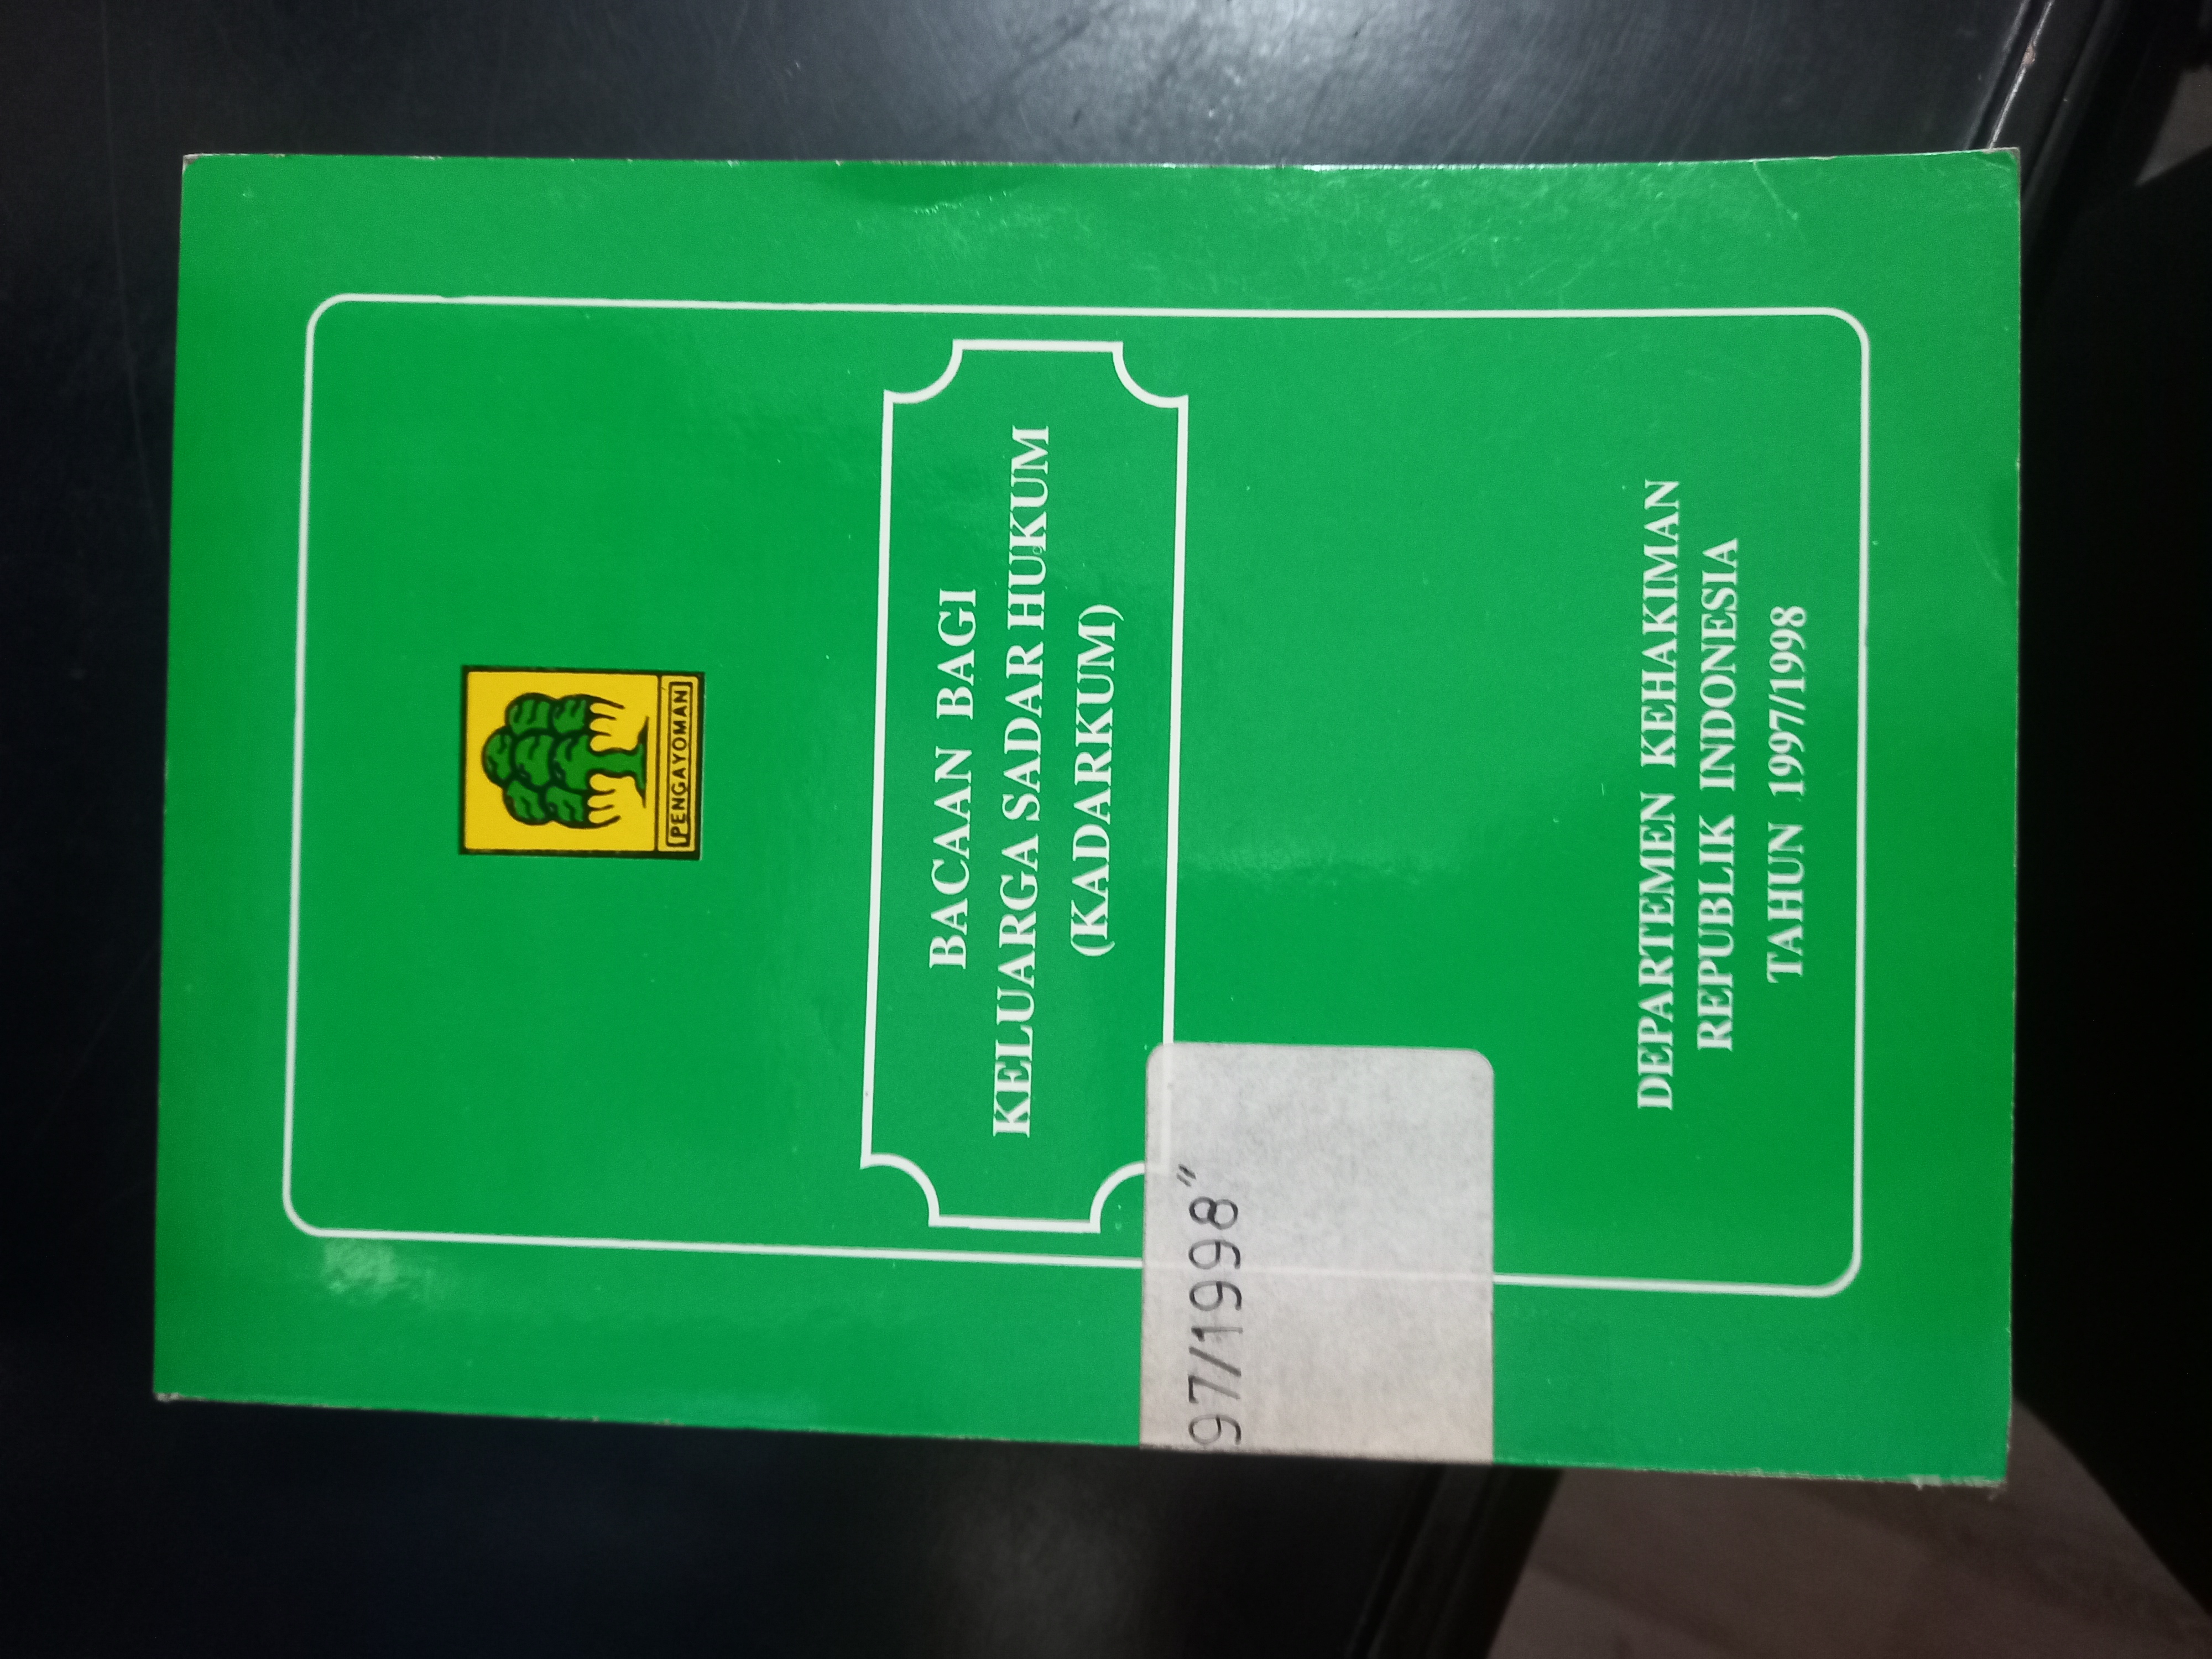 PENGAYOMAN
BACAAN BAGI
KELUARGA SADAR HUKUM
(KADARKUM)
97/1998"
DEPARTEMEN KEHAKIMAN
REPUBLIK INDONESIA
TAHUN 1997/1998